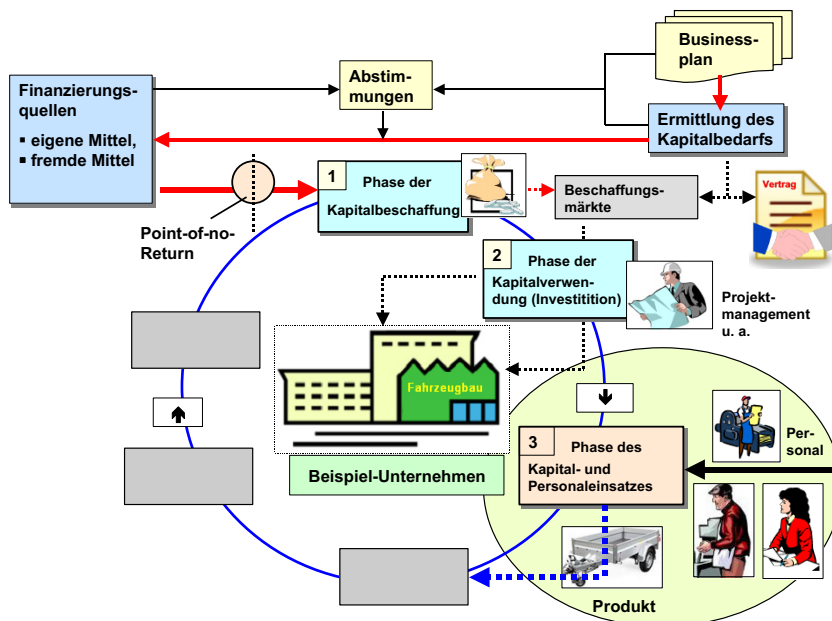 Business-
plan
Finanzierungs-
quellen
▪ eigene Mittel,
▪ fremde Mittel
Abstim-
mungen
Ermittlung des
Kapitalbedarfs
1
Phase der
Kapitalbeschaffung
Beschaffungs-
märkte
Vertrag
Point-of-no-
Return
2
Phase der
Kapitalverwen-
dung (Investitition)
Projekt-
management
u. a.
Fahrzeugbau
Beispiel-Unternehmen
3
Phase des
Kapital- und
Personaleinsatzes
Per-
sonal
Produkt